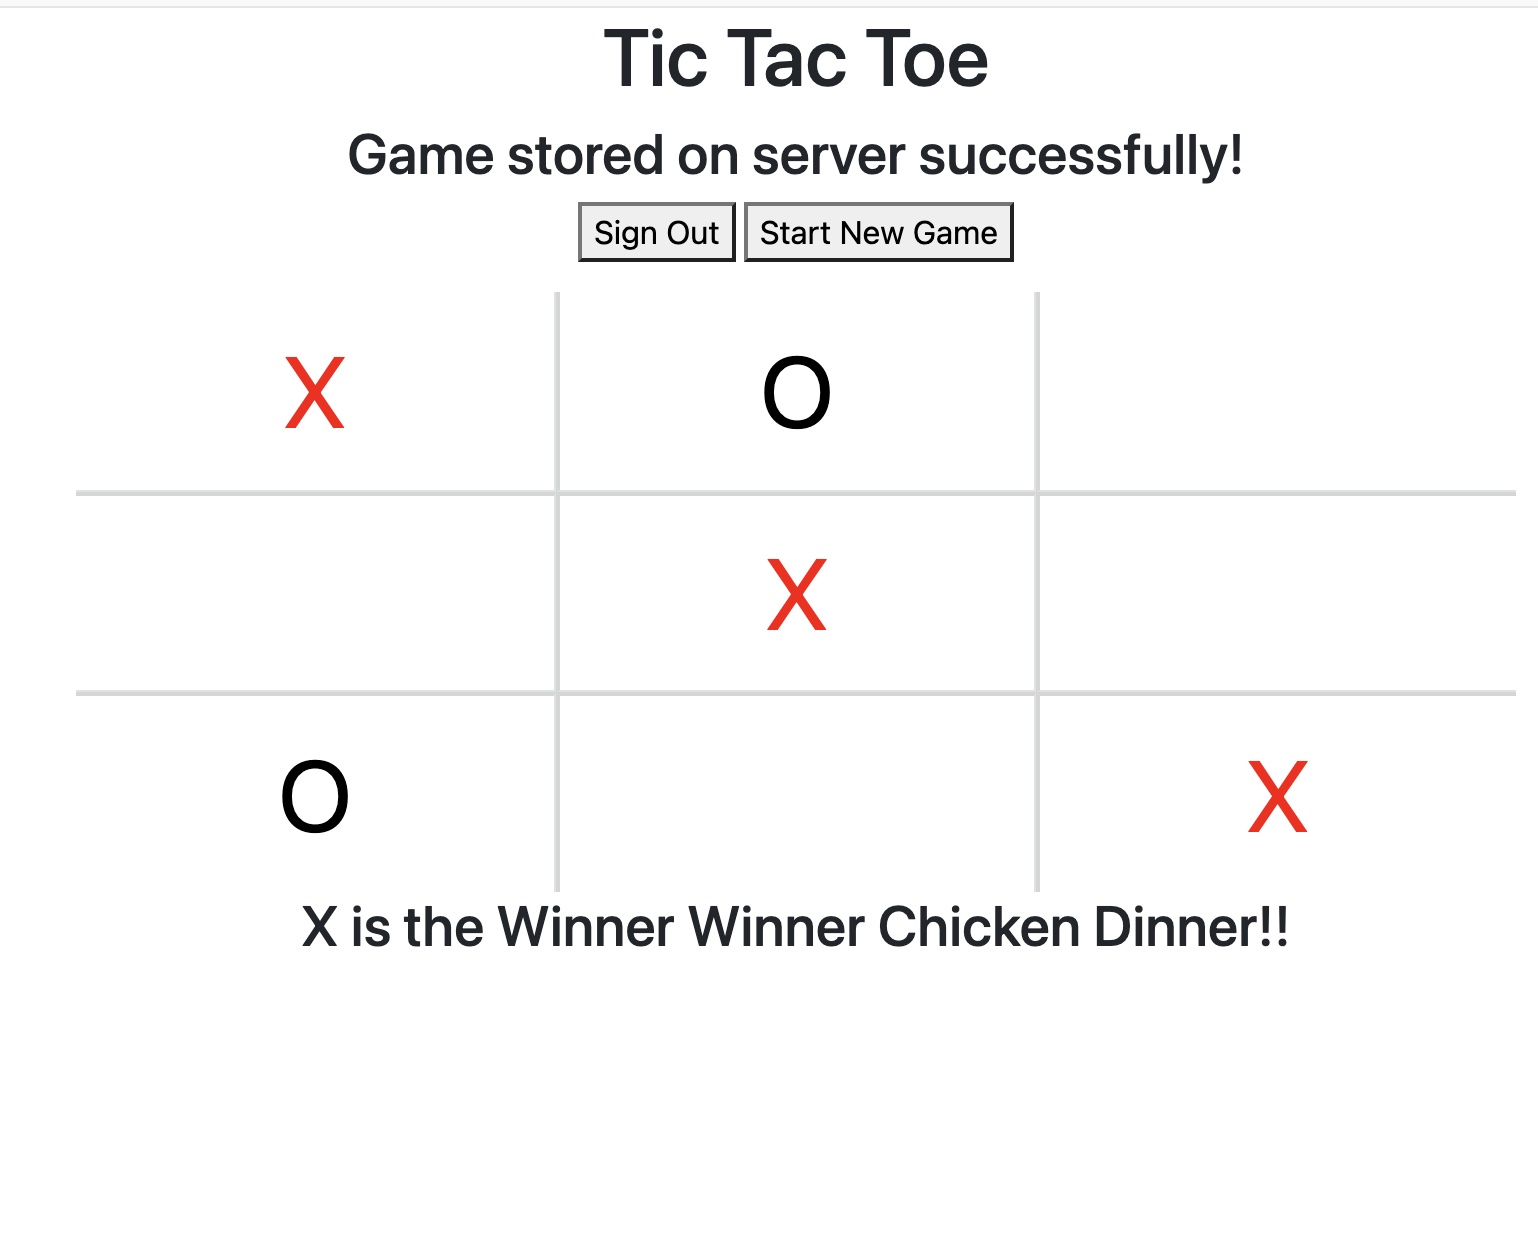 Tic Tac Toe
Game stored on server successfully!
Sign Out Start New Game
X O
X
O X
X is the Winner Winner Chicken Dinner!!